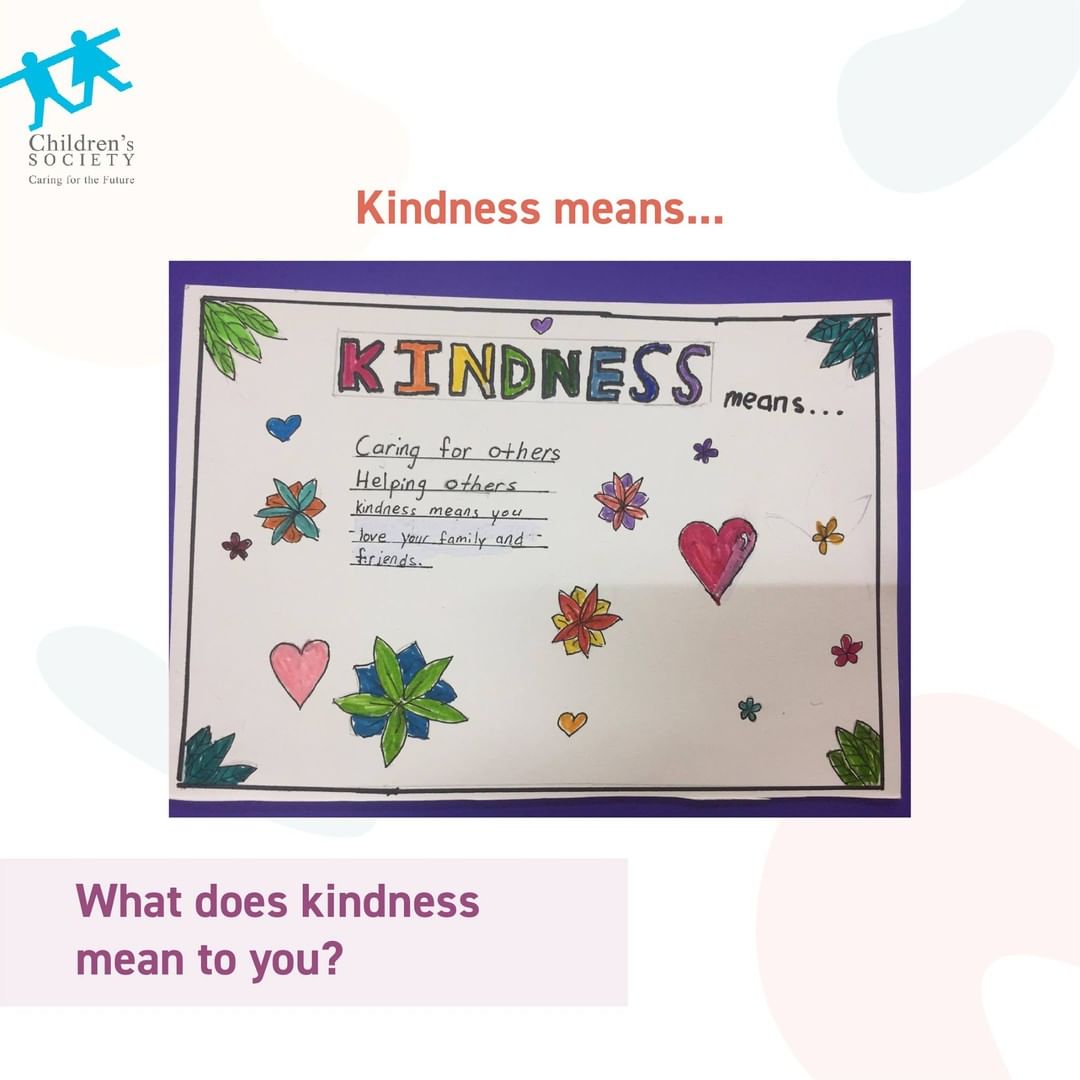 Children's
SOCIETY
Caring for the Future
Kindness means...
KINDNESS means...
Caring for others
Helping others
kindness means you
love your family and
friends.
What does kindness
mean to you?